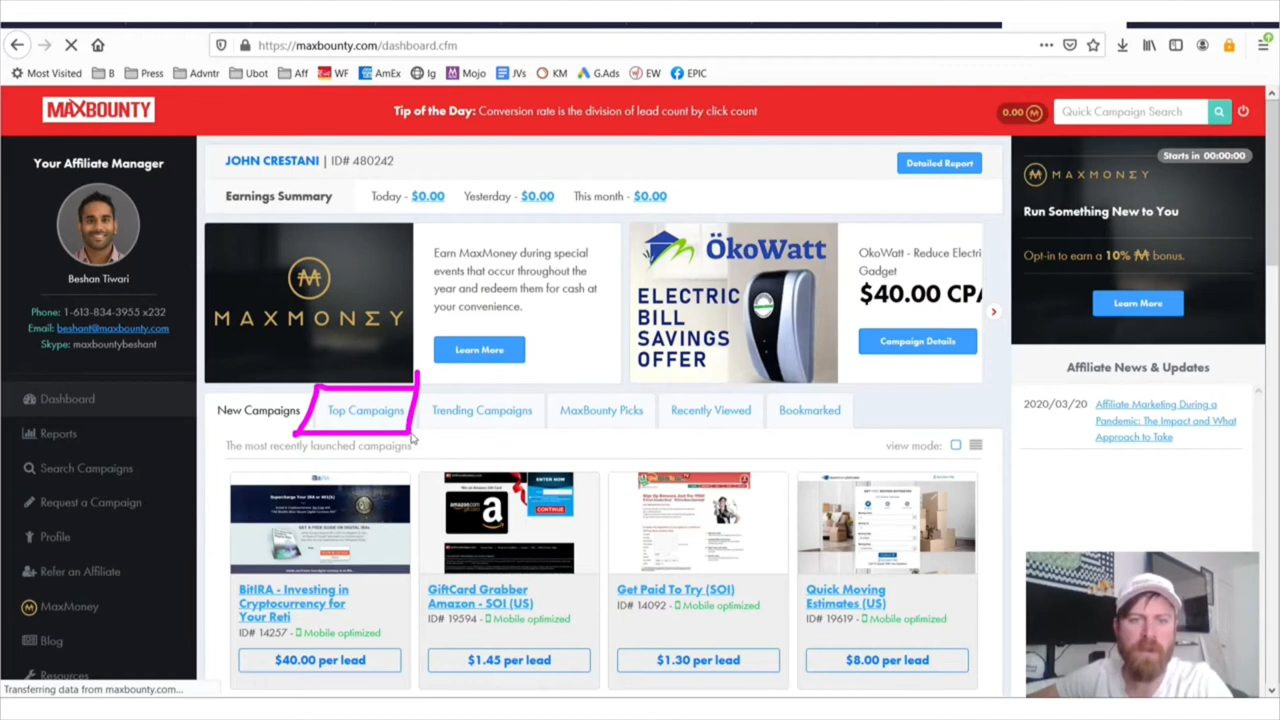 https://maxbounty.com/dashboard.cfm
Most Visited B Press Advntr Ubot Aff WF AmEx Ig Mojo JVs KM G.Ads EW EPIC
MAXBOUNTY
Tip of the Day: Conversion rate is the division of lead count by click count
0.00
Quick Campaign Search
Your Affiliate Manager
Beshan Tiwari
Phone: 1-613-834-3955 x232
Email: beshant@maxbounty.com
Skype: maxbountybeshant
Dashboard
Reports
Search Campaigns
Request a Campaign
Profile
Refer an Affiliate
MaxMoney
Blog
Resources
Transferring data from maxbounty.com...
JOHN CRESTANI | ID# 480242
Detailed Report
Earnings Summary
Today - $0.00 Yesterday - $0.00 This month - $0.00
MAXMONΣY
Earn MaxMoney during special
events that occur throughout the
year and redeem them for cash at
your convenience.
Learn More
ÖkoWatt
ELECTRIC
BILL
SAVINGS
OFFER
OkoWatt - Reduce Electri
Gadget
$40.00 CPA
Campaign Details
New Campaigns Top Campaigns Trending Campaigns MaxBounty Picks Recently Viewed Bookmarked
The most recently launched campaigns
view mode:
BitIRA - Investing in
Cryptocurrency for
Your Reti
ID# 14257 - Mobile optimized
$40.00 per lead
amazon.com
ENTER NOW
CONTINUE
GiftCard Grabber
Amazon - SOI (US)
ID# 19594 - Mobile optimized
$1.45 per lead
Get Paid To Try (SOI)
ID# 14092 - Mobile optimized
$1.30 per lead
Quick Moving
Estimates (US)
ID# 19619 - Mobile optimized
$8.00 per lead
Starts in 00:00:00
MAXMONΣY
Run Something New to You
Opt-in to earn a 10% bonus.
Learn More
Affiliate News & Updates
2020/03/20
Affiliate Marketing During a
Pandemic: The Impact and What
Approach to Take